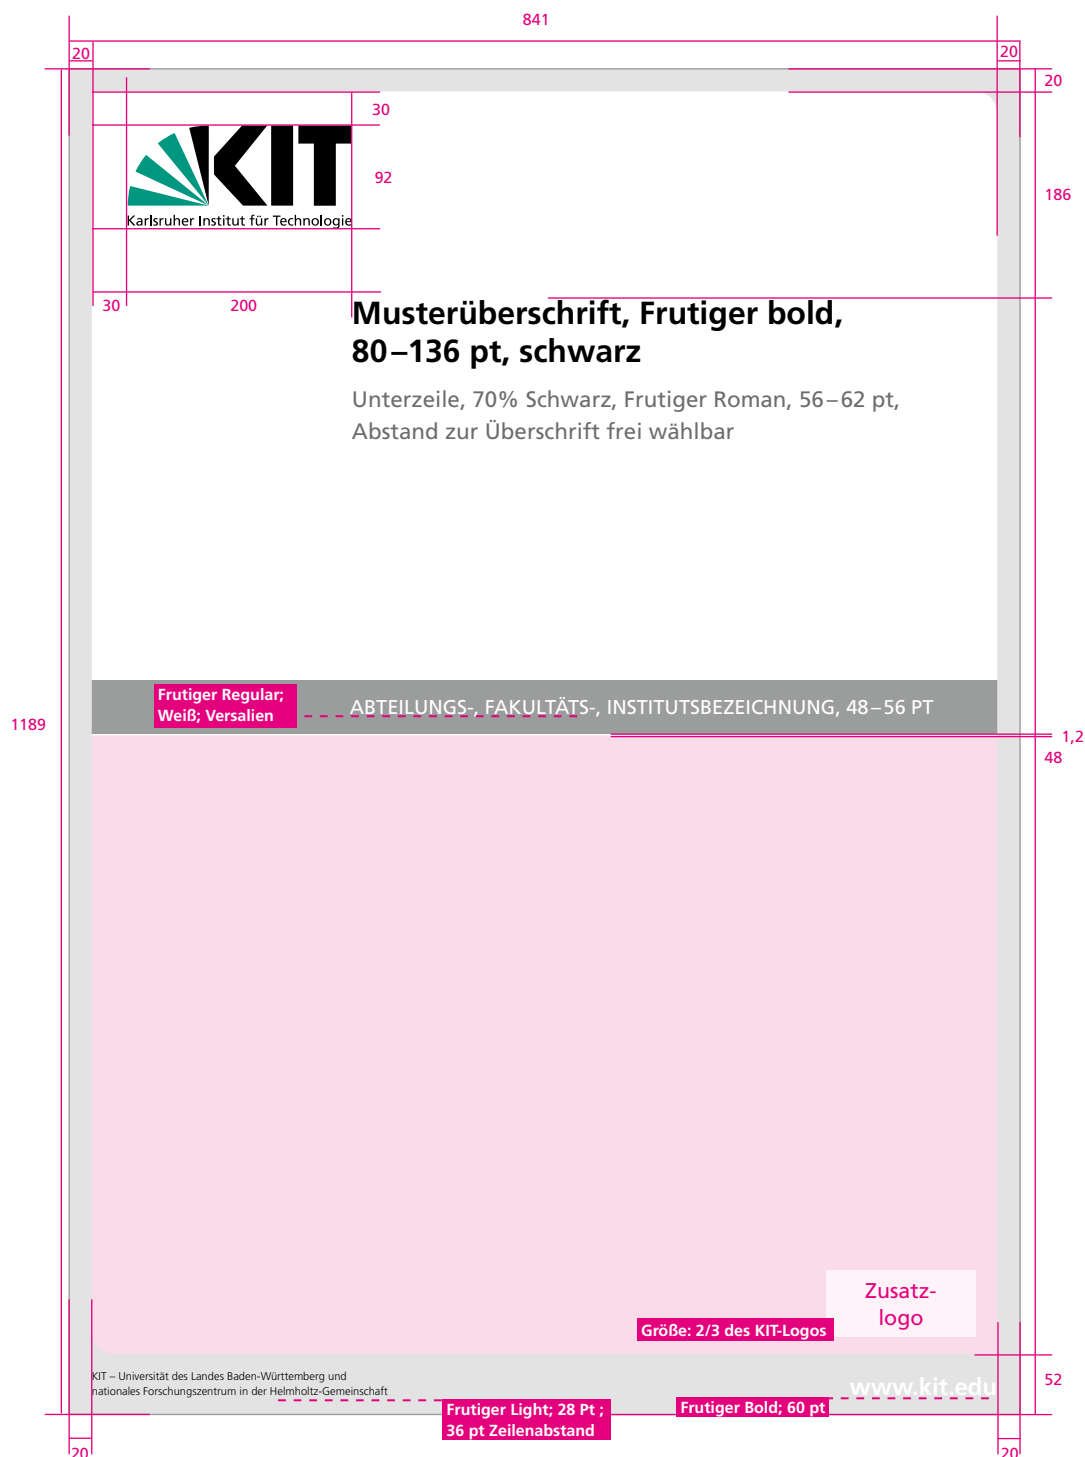 841
20
20
20
30
KIT
92
186
Karlsruher Institut für Technologie
30
200
Musterüberschrift, Frutiger bold,
80–136 pt, schwarz
Unterzeile, 70% Schwarz, Frutiger Roman, 56–62 pt,
Abstand zur Überschrift frei wählbar
Frutiger Regular;
Weiß; Versalien
ABTEILUNGS-, FAKULTÄTS-, INSTITUTSBEZEICHNUNG, 48–56 PT
1189
1,2
48
Zusatz-
logo
Größe: 2/3 des KIT-Logos
KIT – Universität des Landes Baden-Württemberg und
nationales Forschungszentrum in der Helmholtz-Gemeinschaft
www.kit.edu
52
Frutiger Light; 28 Pt ;
36 pt Zeilenabstand
Frutiger Bold; 60 pt
20
20